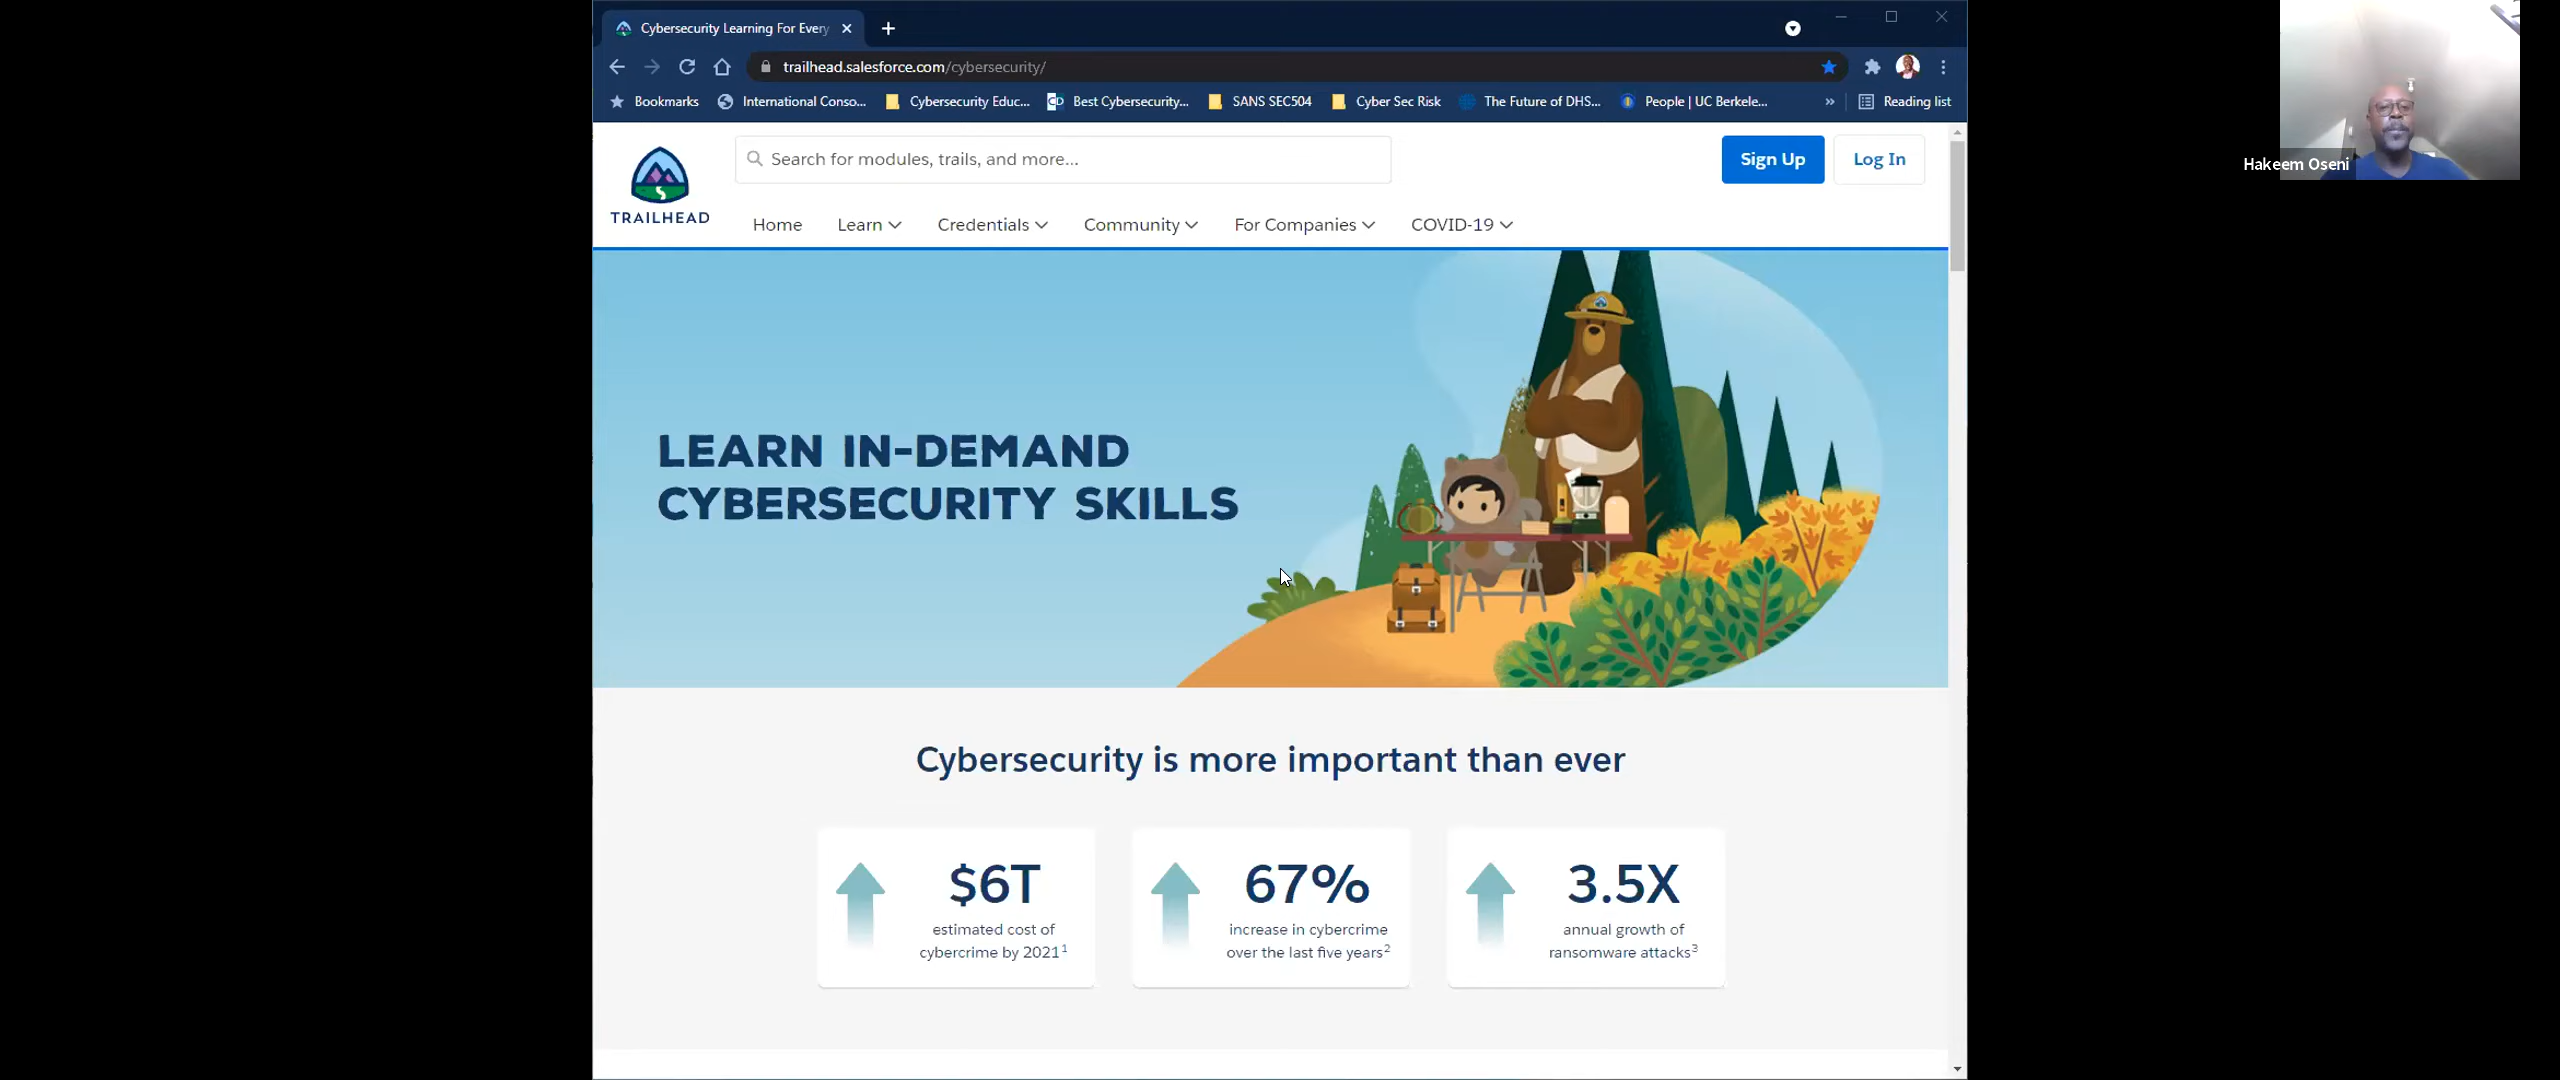 Cybersecurity Learning For Every
trailhead.salesforce.com/cybersecurity/
Bookmarks International Conso... Cybersecurity Educ... CD Best Cybersecurity... SANS SEC504 Cyber Sec Risk The Future of DHS... People | UC Berkele... » Reading list
Search for modules, trails, and more...
Sign Up Log In
TRAILHEAD
Home Learn Credentials Community For Companies COVID-19
LEARN IN-DEMAND
CYBERSECURITY SKILLS
Cybersecurity is more important than ever
$6T
estimated cost of
cybercrime by 2021¹
67%
increase in cybercrime
over the last five years²
3.5X
annual growth of
ransomware attacks³
Hakeem Oseni